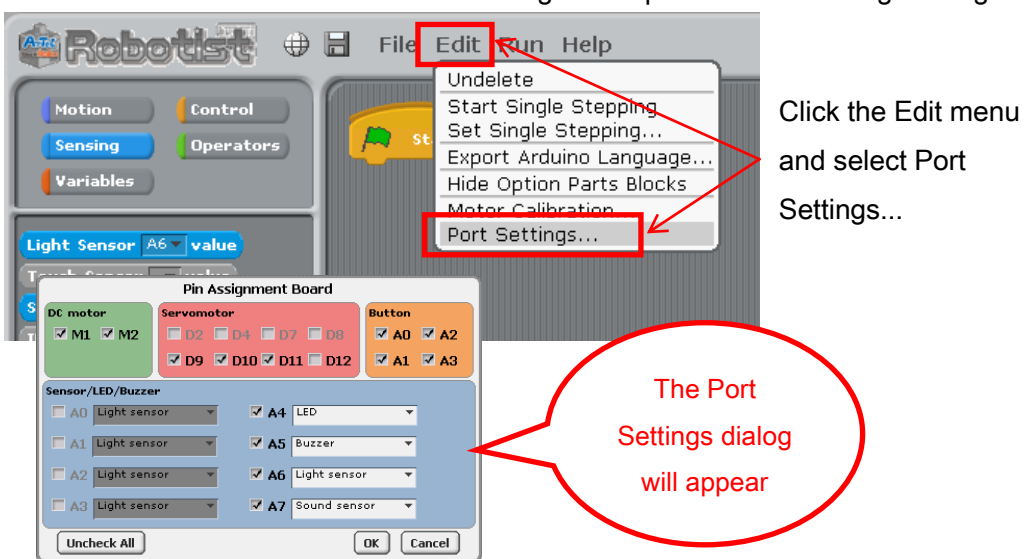 Robotist File Edit Run Help
Undelete
Start Single Stepping
Set Single Stepping...
Export Arduino Language...
Hide Option Parts Blocks
Motor Calibration...
Port Settings...
Motion Control
Sensing Operators
Variables
Light Sensor A6 value
Click the Edit menu
and select Port
Settings...
Pin Assignment Board
DC motor Servomotor Button
M1 M2 D2 D4 D7 D8 A0 A2
D9 D10 D11 D12 A1 A3
Sensor/LED/Buzzer
A0 Light sensor A4 LED
A1 Light sensor A5 Buzzer
A2 Light sensor A6 Light sensor
A3 Light sensor A7 Sound sensor
Uncheck All OK Cancel
The Port
Settings dialog
will appear